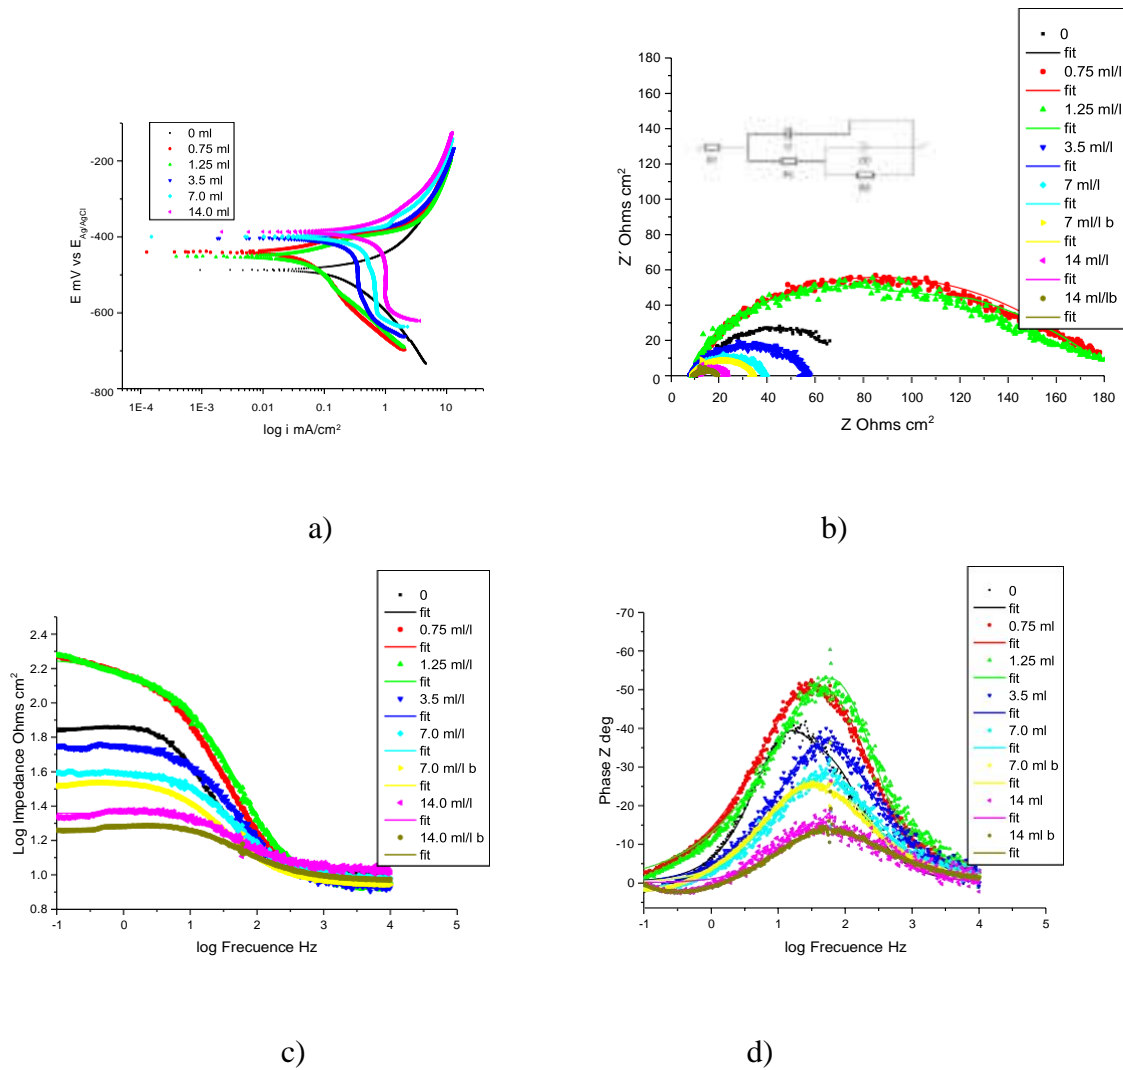 0 ml
0.75 ml
1.25 ml
3.5 ml
7.0 ml
14.0 ml
-200
-400
-600
-800
E mV vs E Ag/AgCl
1E-4 1E-3 0.01 0.1 1 10
log i mA/cm²
a)
0
fit
0.75 ml/l
fit
1.25 ml/l
fit
3.5 ml/l
fit
7 ml/l
fit
7 ml/l b
fit
14 ml/l
fit
14 ml/lb
fit
180
160
140
120
100
80
60
40
20
0
Z´ Ohms cm²
0 20 40 60 80 100 120 140 160 180
Z Ohms cm²
b)
0
fit
0.75 ml/l
fit
1.25 ml/l
fit
3.5 ml/l
fit
7.0 ml/l
fit
7.0 ml/l b
fit
14.0 ml/l
fit
14.0 ml/l b
fit
2.4
2.2
2.0
1.8
1.6
1.4
1.2
1.0
0.8
Log Impedance Ohms cm²
-1 0 1 2 3 4 5
log Frecuence Hz
c)
0
fit
0.75 ml
fit
1.25 ml
fit
3.5 ml
fit
7.0 ml
fit
7.0 ml b
fit
14 ml
fit
14 ml b
fit
-70
-60
-50
-40
-30
-20
-10
0
Phase Z deg
-1 0 1 2 3 4 5
log Frecuence Hz
d)